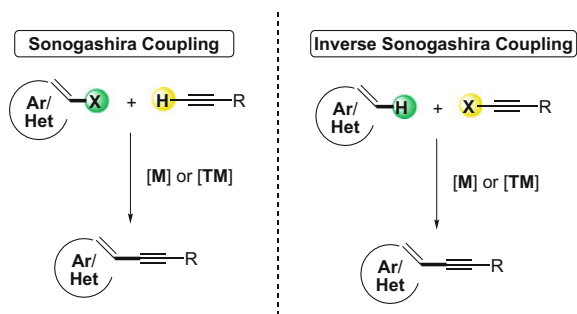 Sonogashira Coupling
Ar/
Het
X
+
H
R
[M] or [TM]
Ar/
Het
R
Inverse Sonogashira Coupling
Ar/
Het
H
+
X
R
[M] or [TM]
Ar/
Het
R